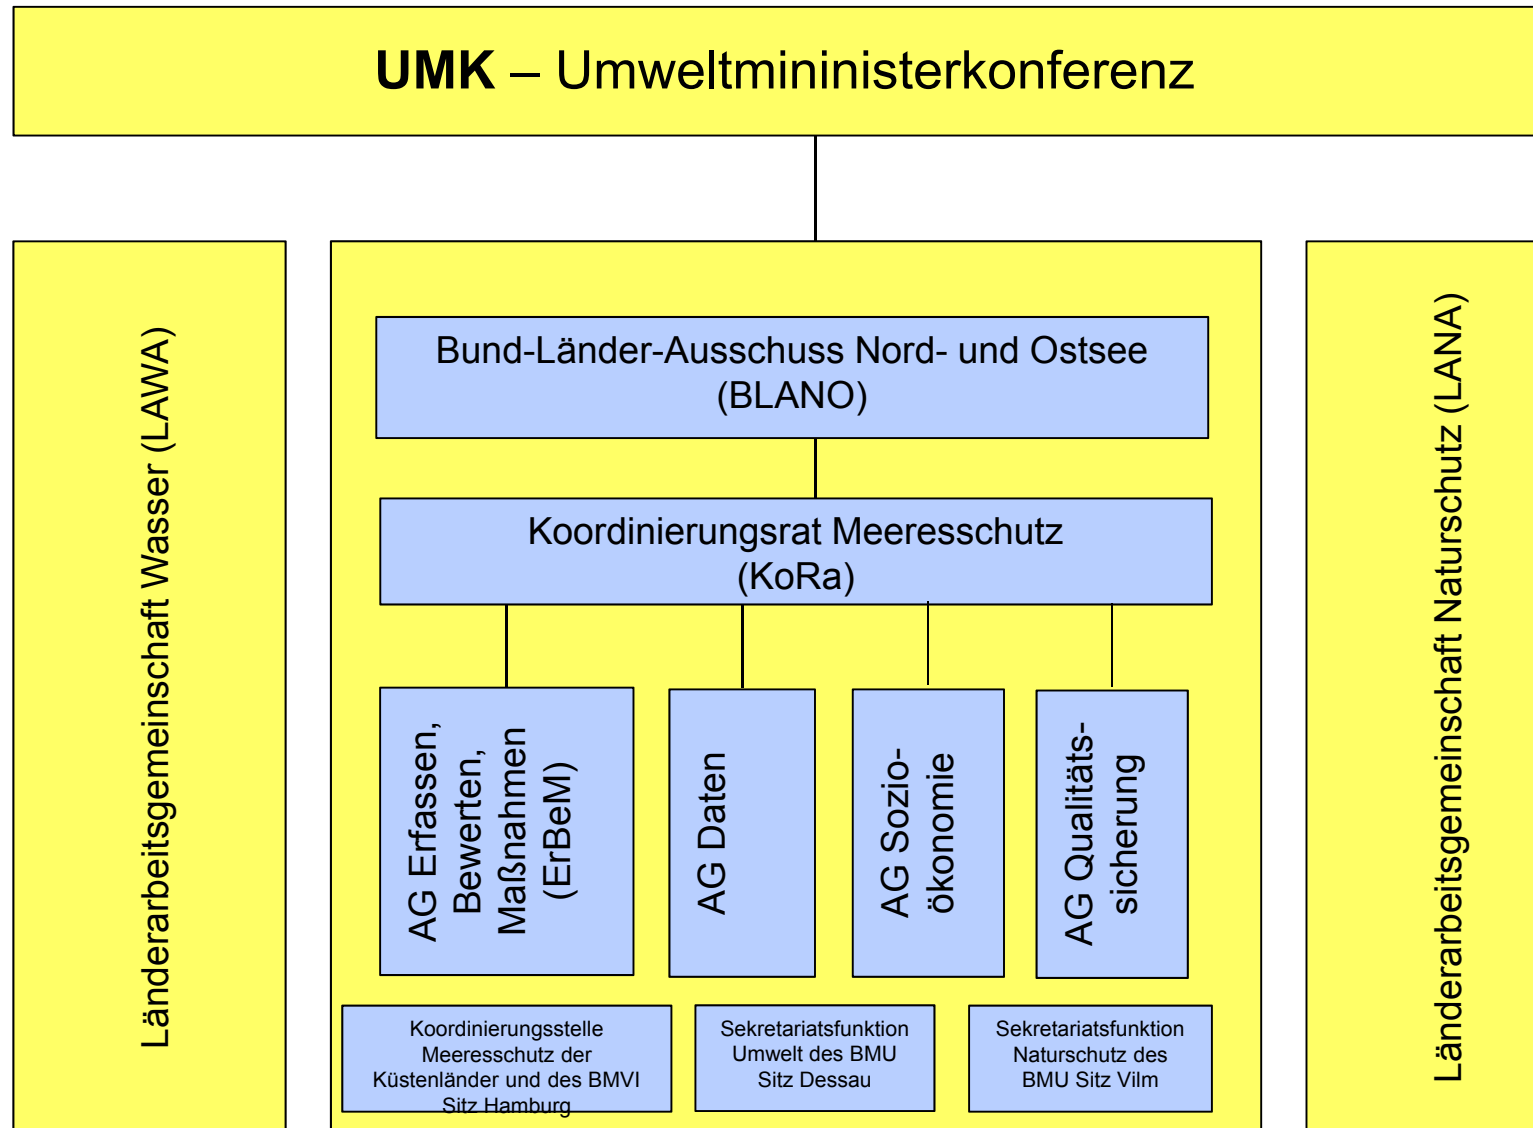 UMK – Umweltmininisterkonferenz
Länderarbeitsgemeinschaft Wasser (LAWA)
Bund-Länder-Ausschuss Nord- und Ostsee
(BLANO)
Koordinierungsrat Meeresschutz
(KoRa)
AG Erfassen,
Bewerten,
Maßnahmen
(ErBeM)
AG Daten
AG Sozio-
ökonomie
AG Qualitäts-
sicherung
Koordinierungsstelle
Meeresschutz der
Küstenländer und des BMVI
Sitz Hamburg
Sekretariatsfunktion
Umwelt des BMU
Sitz Dessau
Sekretariatsfunktion
Naturschutz des
BMU Sitz Vilm
Länderarbeitsgemeinschaft Naturschutz (LANA)